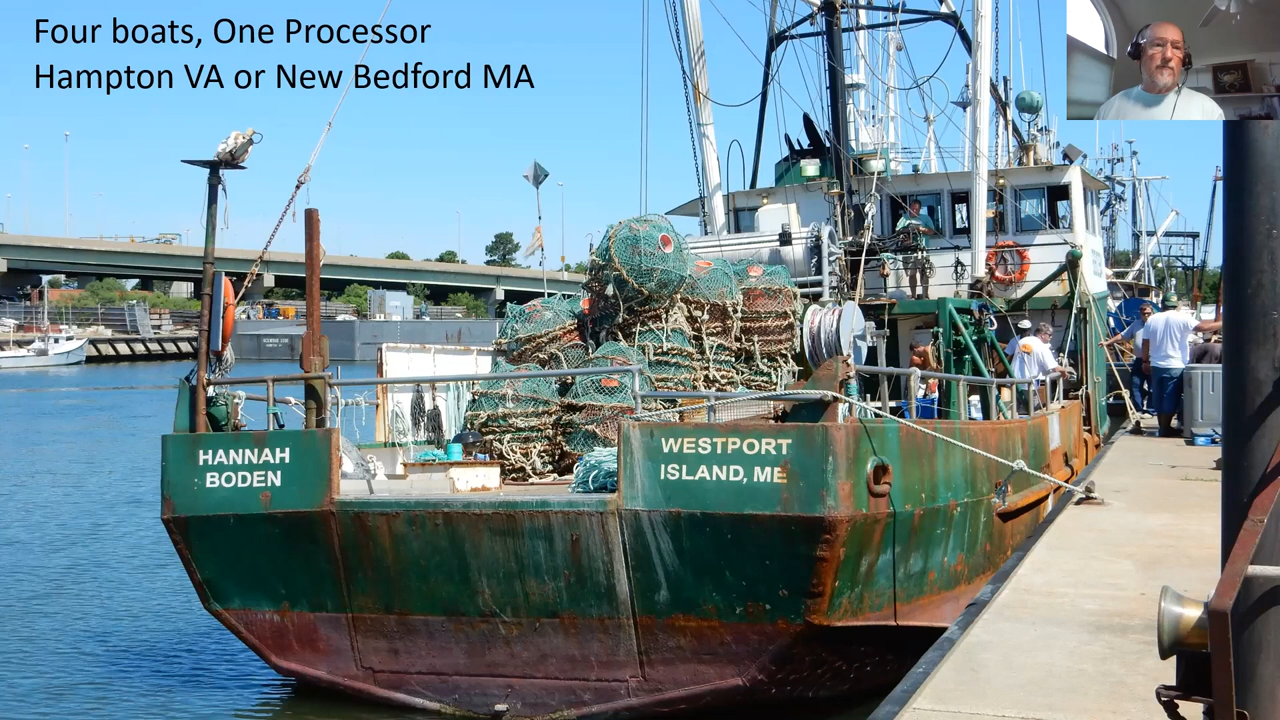 Four boats, One Processor
Hampton VA or New Bedford MA
HANNAH
BODEN
WESTPORT
ISLAND, ME